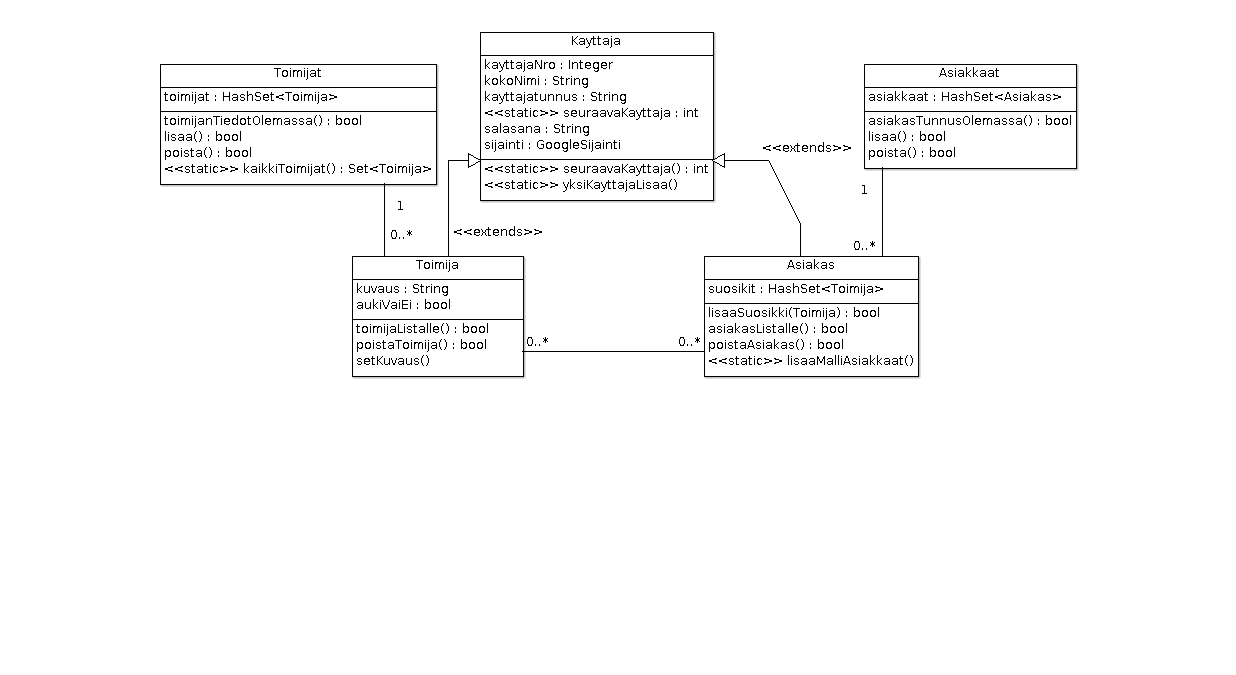 Kayttaja
kayttajaNro : Integer
kokoNimi : String
kayttajatunnus : String
<<static>> seuraavaKayttaja : int
salasana : String
sijainti : GoogleSijainti
<<static>> seuraavaKayttaja() : int
<<static>> yksiKayttajaLisaa()
Toimijat
toimijat : HashSet<Toimija>
toimijanTiedotOlemassa() : bool
lisaa() : bool
poista() : bool
<<static>> kaikkiToimijat() : Set<Toimija>
Asiakkaat
asiakkaat : HashSet<Asiakas>
asiakasTunnusOlemassa() : bool
lisaa() : bool
poista() : bool
<<extends>>
1
0..*
<<extends>>
1
0..*
Toimija
kuvaus : String
aukiVaiEi : bool
toimijaListalle() : bool
poistaToimija() : bool
setKuvaus()
0..*
0..*
Asiakas
suosikit : HashSet<Toimija>
lisaaSuosikki(Toimija) : bool
asiakasListalle() : bool
poistaAsiakas() : bool
<<static>> lisaaMalliAsiakkaat()